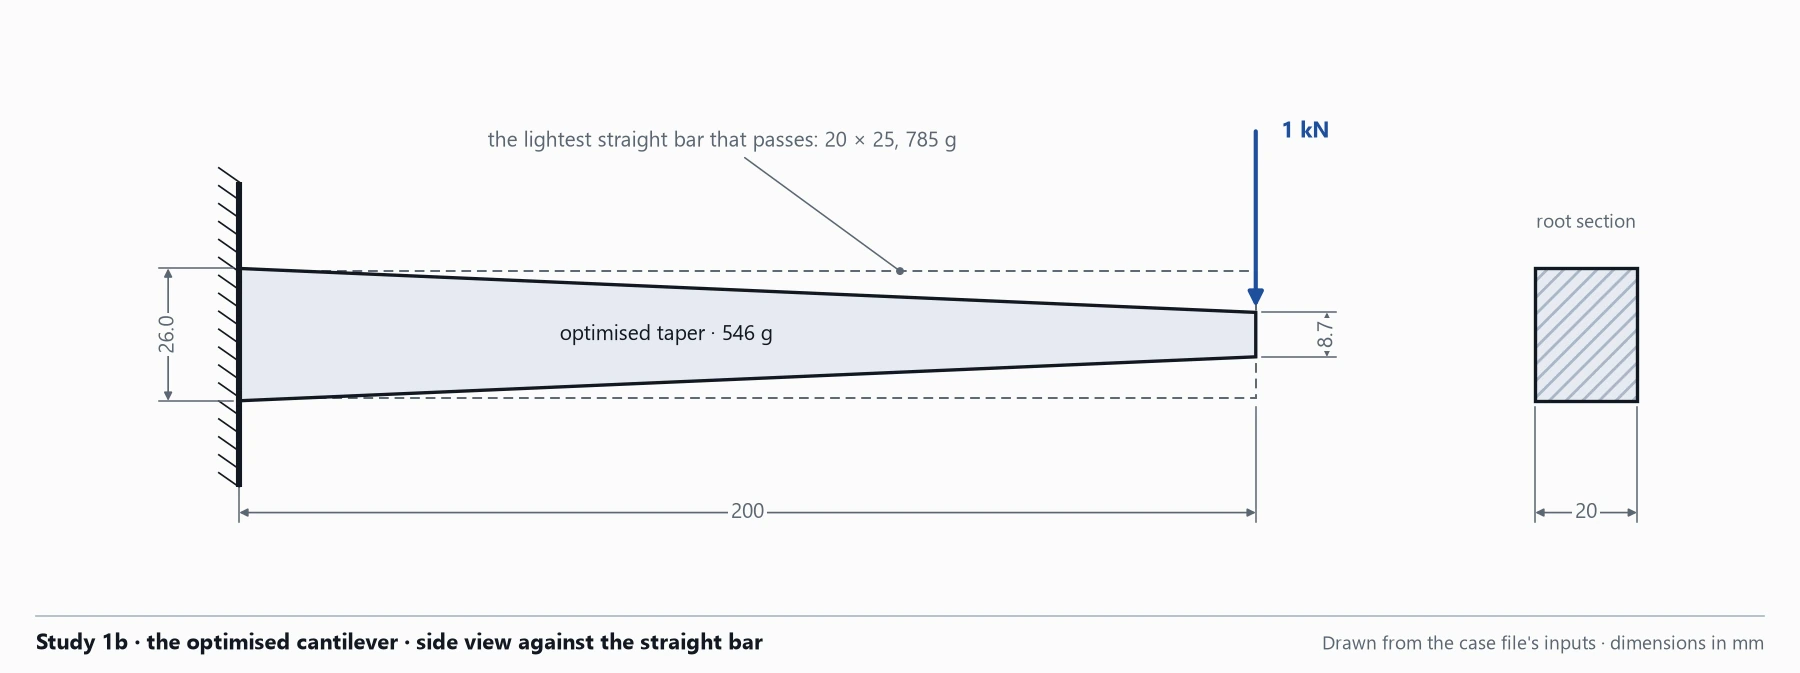 the lightest straight bar that passes: 20 × 25, 785 g
1 kN
root section
26.0
optimised taper · 546 g
8.7
200
20
Study 1b · the optimised cantilever · side view against the straight bar
Drawn from the case file's inputs · dimensions in mm